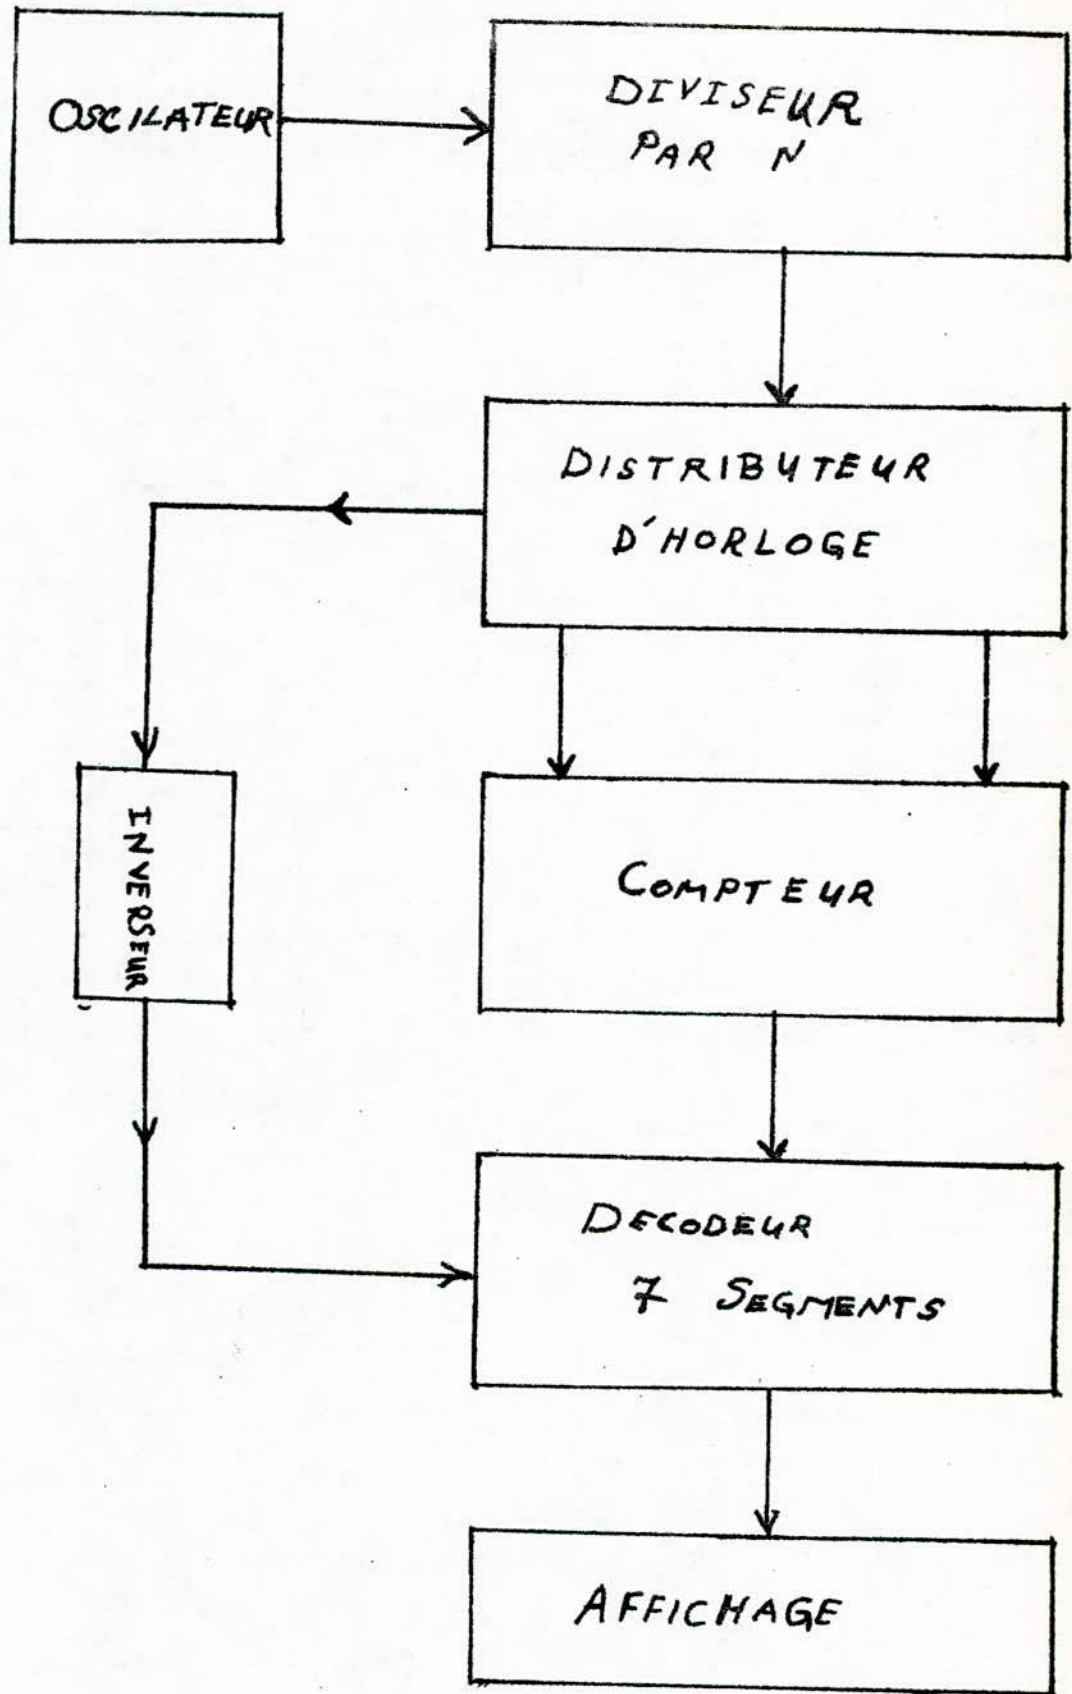 OSCILATEUR
DIVISEUR
PAR N
DISTRIBUTEUR
D'HORLOGE
INVERSEUR
COMPTEUR
DECODEUR
7 SEGMENTS
AFFICHAGE